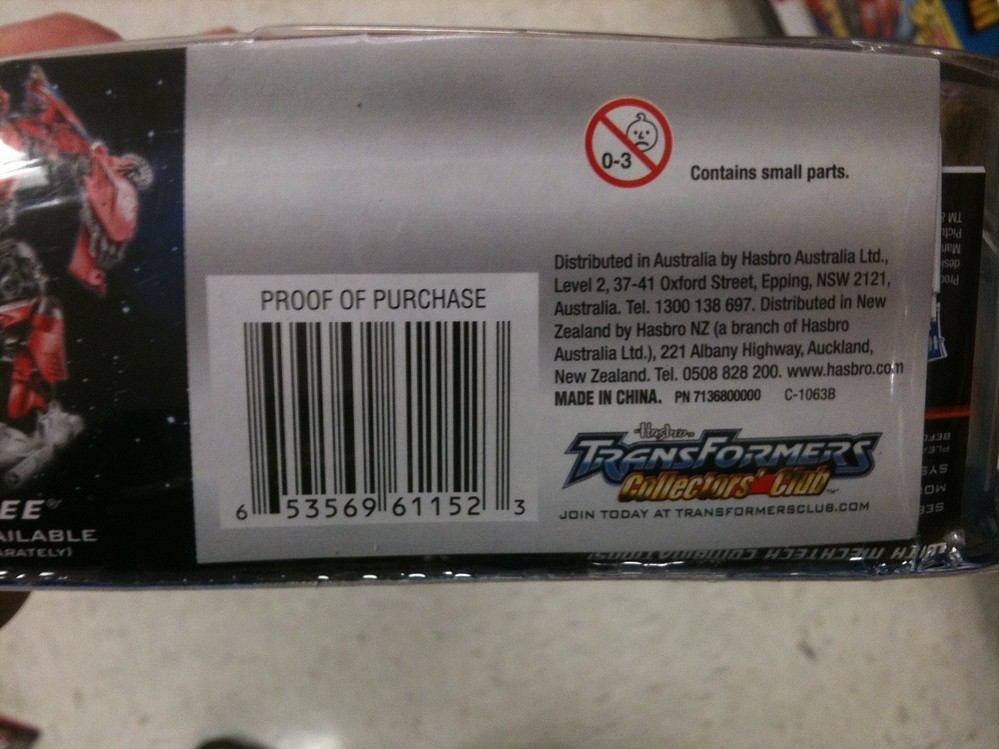 0-3
Contains small parts.
PROOF OF PURCHASE
6 53569 61152 3
Distributed in Australia by Hasbro Australia Ltd.,
Level 2, 37-41 Oxford Street, Epping, NSW 2121,
Australia. Tel. 1300 138 697. Distributed in New
Zealand by Hasbro NZ (a branch of Hasbro
Australia Ltd.), 221 Albany Highway, Auckland,
New Zealand. Tel. 0508 828 200. www.hasbro.com
MADE IN CHINA. PN 7136800000 C-1063B
Hasbro
TRANSFORMERS
Collectors' Club™
JOIN TODAY AT TRANSFORMERSCLUB.COM
EE®
AILABLE
ARATELY)